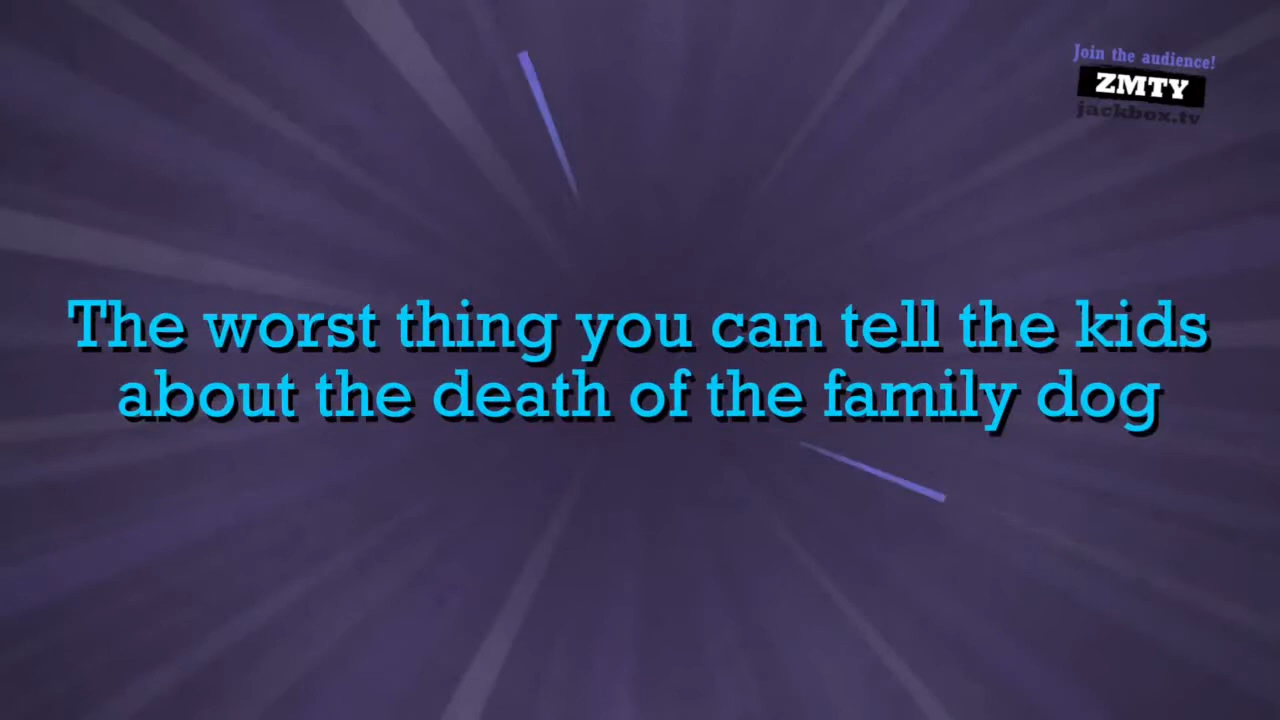 Join the audience!
ZMTY
jackbox.tv
The worst thing you can tell the kids
about the death of the family dog